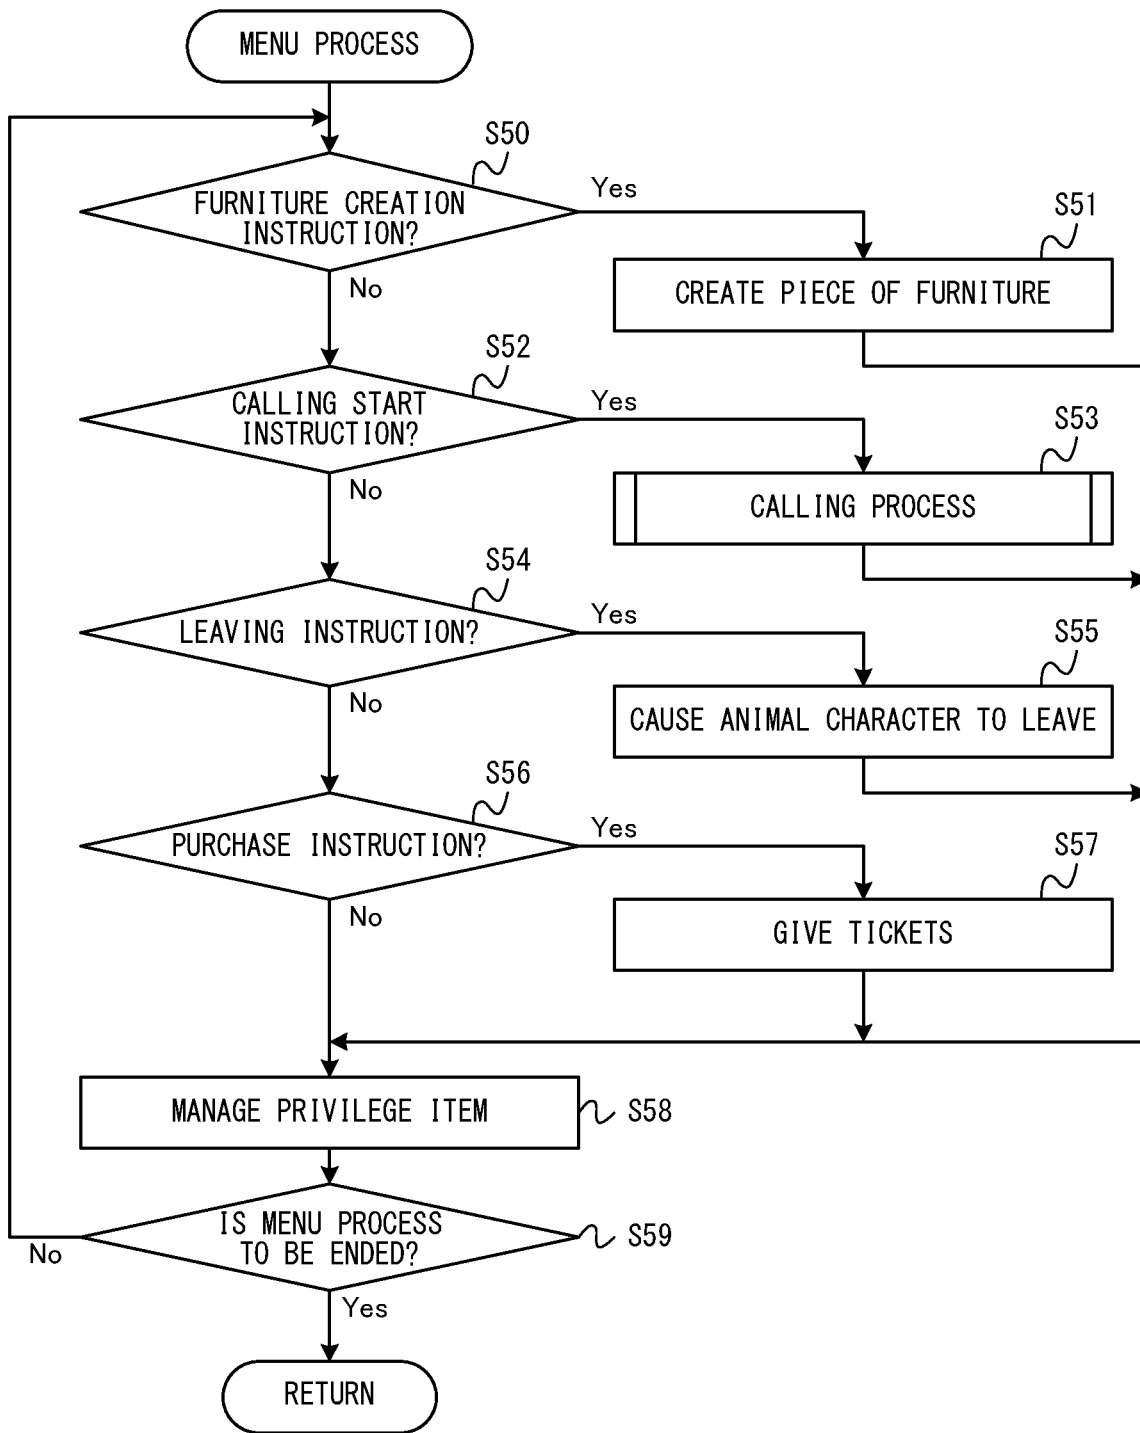 MENU PROCESS
S50
FURNITURE CREATION
INSTRUCTION?
Yes
No
S51
CREATE PIECE OF FURNITURE
S52
CALLING START
INSTRUCTION?
Yes
No
S53
CALLING PROCESS
S54
LEAVING INSTRUCTION?
Yes
No
S55
CAUSE ANIMAL CHARACTER TO LEAVE
S56
PURCHASE INSTRUCTION?
Yes
No
S57
GIVE TICKETS
MANAGE PRIVILEGE ITEM
S58
IS MENU PROCESS
TO BE ENDED?
S59
No
Yes
RETURN